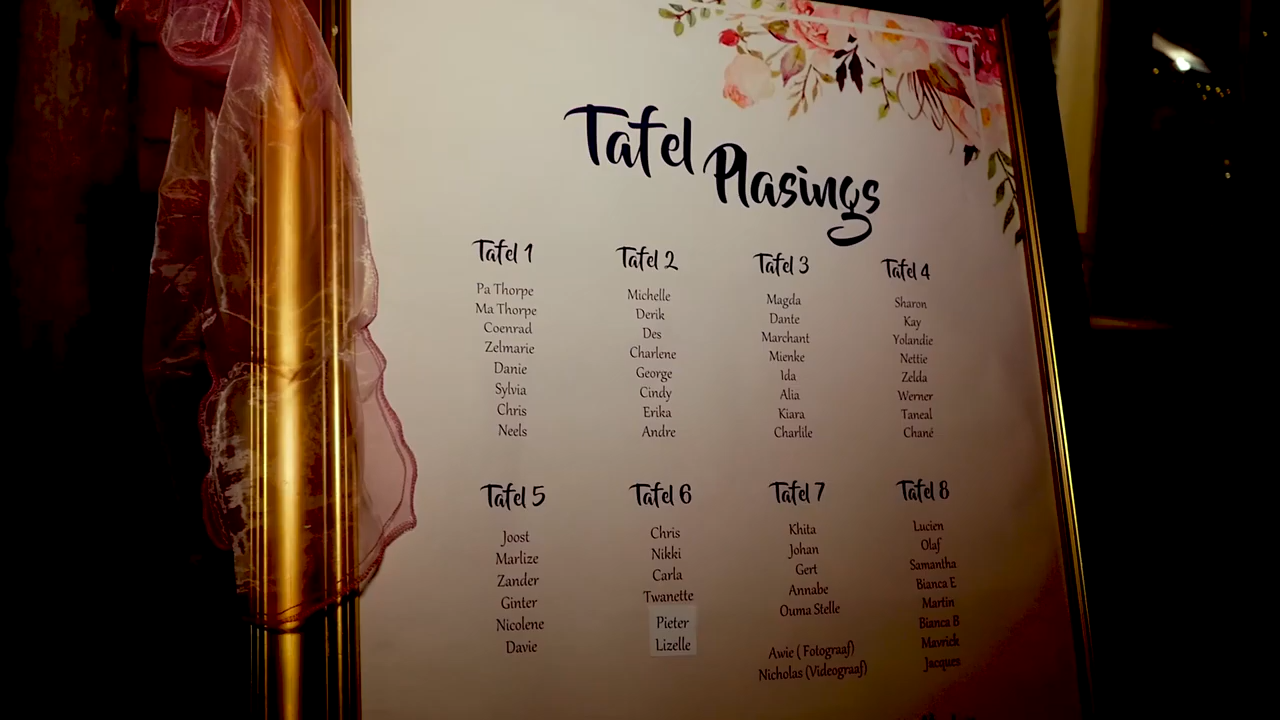 Tafel Plasings
Tafel 1
Pa Thorpe
Ma Thorpe
Coenrad
Zelmarie
Danie
Sylvia
Chris
Neels
Tafel 2
Michelle
Derik
Des
Charlene
George
Cindy
Erika
Andre
Tafel 3
Magda
Dante
Marchant
Mienke
Ida
Alia
Kiara
Charlile
Tafel 4
Sharon
Kay
Yolandie
Nettie
Zelda
Werner
Taneal
Chané
Tafel 5
Joost
Marlize
Zander
Ginter
Nicolene
Davie
Tafel 6
Chris
Nikki
Carla
Twanette
Pieter
Lizelle
Tafel 7
Khita
Johan
Gert
Annabe
Ouma Stelle
Awie ( Fotograaf)
Nicholas (Videograaf)
Tafel 8
Lucien
Olaf
Samantha
Bianca E
Martin
Bianca B
Mavrick
Jacques